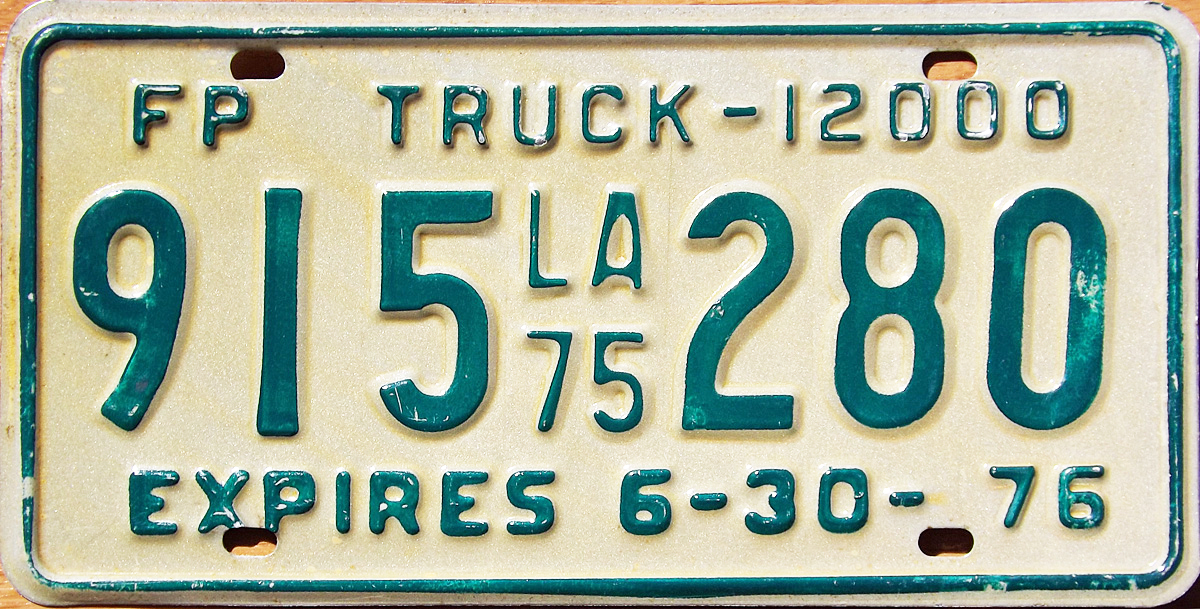 FP TRUCK-12000
915 LA 75 280
EXPIRES 6-30-76